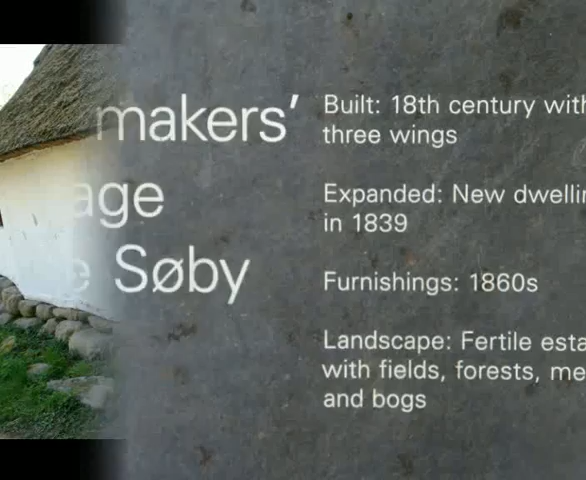 makers’
age
e Søby
Built: 18th century with
three wings
Expanded: New dwellin
in 1839
Furnishings: 1860s
Landscape: Fertile esta
with fields, forests, me
and bogs